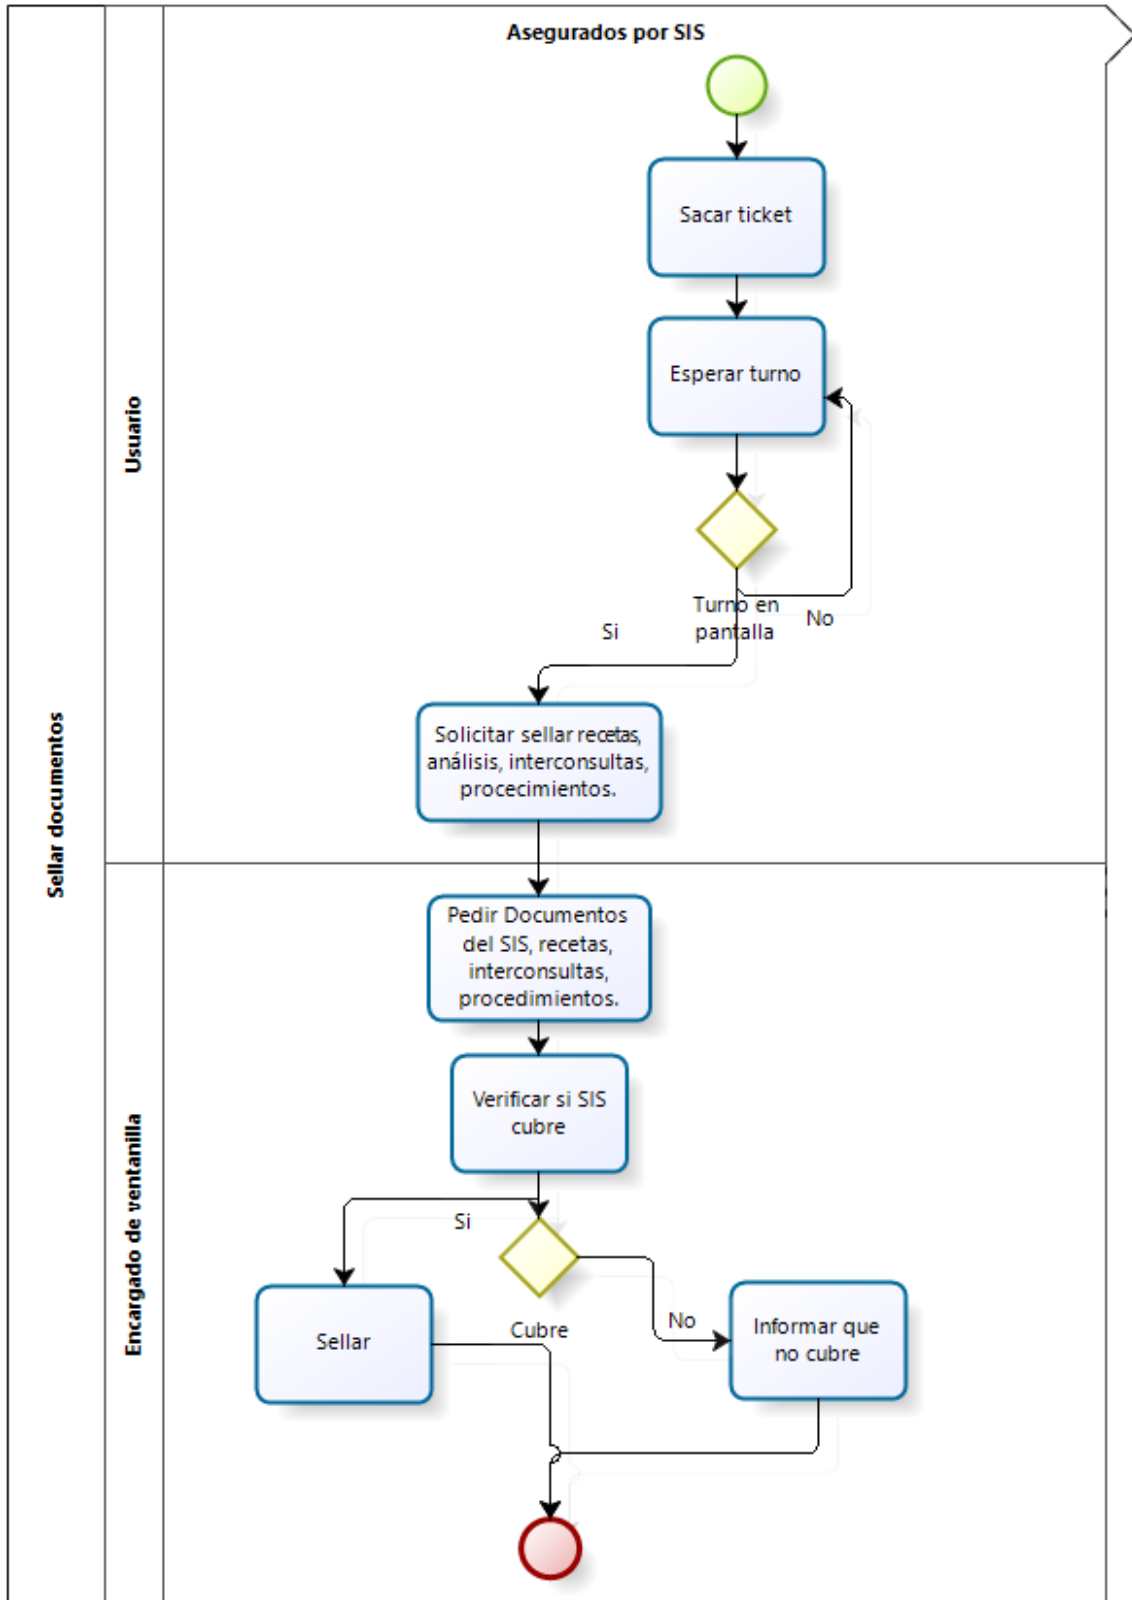 Asegurados por SIS
Sellar documentos
Usuario
Sacar ticket
Esperar turno
Turno en
pantalla
No
Si
Solicitar sellar recetas,
análisis, interconsultas,
procecimientos.
Encargado de ventanilla
Pedir Documentos
del SIS, recetas,
interconsultas,
procedimientos.
Verificar si SIS
cubre
Si
Cubre
No
Sellar
Informar que
no cubre